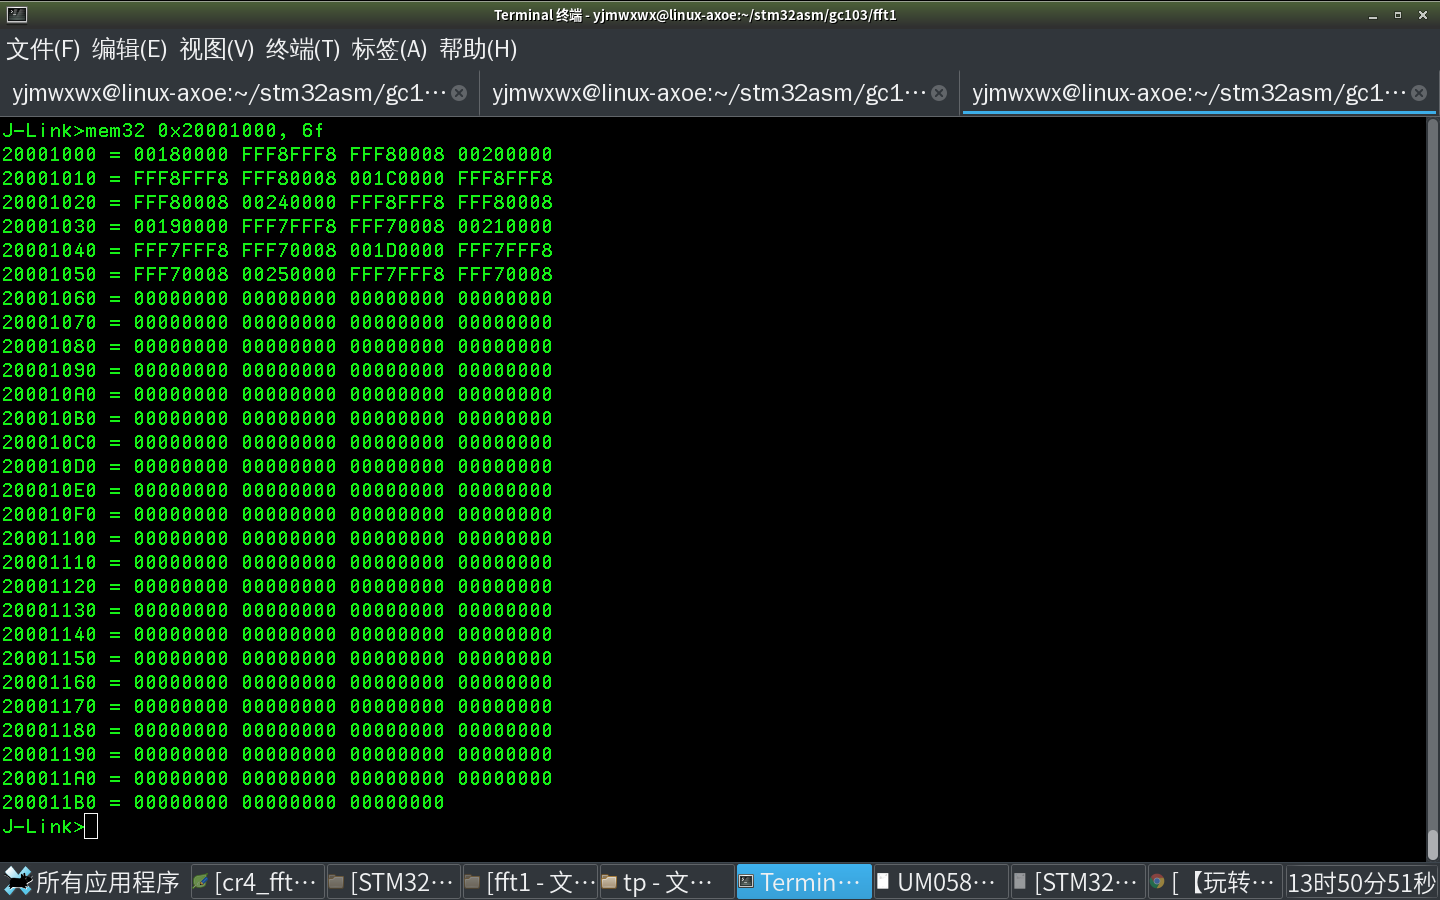 Terminal 终端 - yjmwxwx@linux-axoe:~/stm32asm/gc103/fft1
文件(F) 编辑(E) 视图(V) 终端(T) 标签(A) 帮助(H)
yjmwxwx@linux-axoe:~/stm32asm/gc1··· yjmwxwx@linux-axoe:~/stm32asm/gc1··· yjmwxwx@linux-axoe:~/stm32asm/gc1···
J-Link>mem32 0x20001000, 6f
20001000 = 00180000 FFF8FFF8 FFF80008 00200000
20001010 = FFF8FFF8 FFF80008 001C0000 FFF8FFF8
20001020 = FFF80008 00240000 FFF8FFF8 FFF80008
20001030 = 00190000 FFF7FFF8 FFF70008 00210000
20001040 = FFF7FFF8 FFF70008 001D0000 FFF7FFF8
20001050 = FFF70008 00250000 FFF7FFF8 FFF70008
20001060 = 00000000 00000000 00000000 00000000
20001070 = 00000000 00000000 00000000 00000000
20001080 = 00000000 00000000 00000000 00000000
20001090 = 00000000 00000000 00000000 00000000
200010A0 = 00000000 00000000 00000000 00000000
200010B0 = 00000000 00000000 00000000 00000000
200010C0 = 00000000 00000000 00000000 00000000
200010D0 = 00000000 00000000 00000000 00000000
200010E0 = 00000000 00000000 00000000 00000000
200010F0 = 00000000 00000000 00000000 00000000
20001100 = 00000000 00000000 00000000 00000000
20001110 = 00000000 00000000 00000000 00000000
20001120 = 00000000 00000000 00000000 00000000
20001130 = 00000000 00000000 00000000 00000000
20001140 = 00000000 00000000 00000000 00000000
20001150 = 00000000 00000000 00000000 00000000
20001160 = 00000000 00000000 00000000 00000000
20001170 = 00000000 00000000 00000000 00000000
20001180 = 00000000 00000000 00000000 00000000
20001190 = 00000000 00000000 00000000 00000000
200011A0 = 00000000 00000000 00000000 00000000
200011B0 = 00000000 00000000 00000000
J-Link>
所有应用程序 [cr4_fft··· [STM32··· [fft1 - 文··· tp - 文··· Termin··· UM058··· [STM32··· [【玩转··· 13时50分51秒